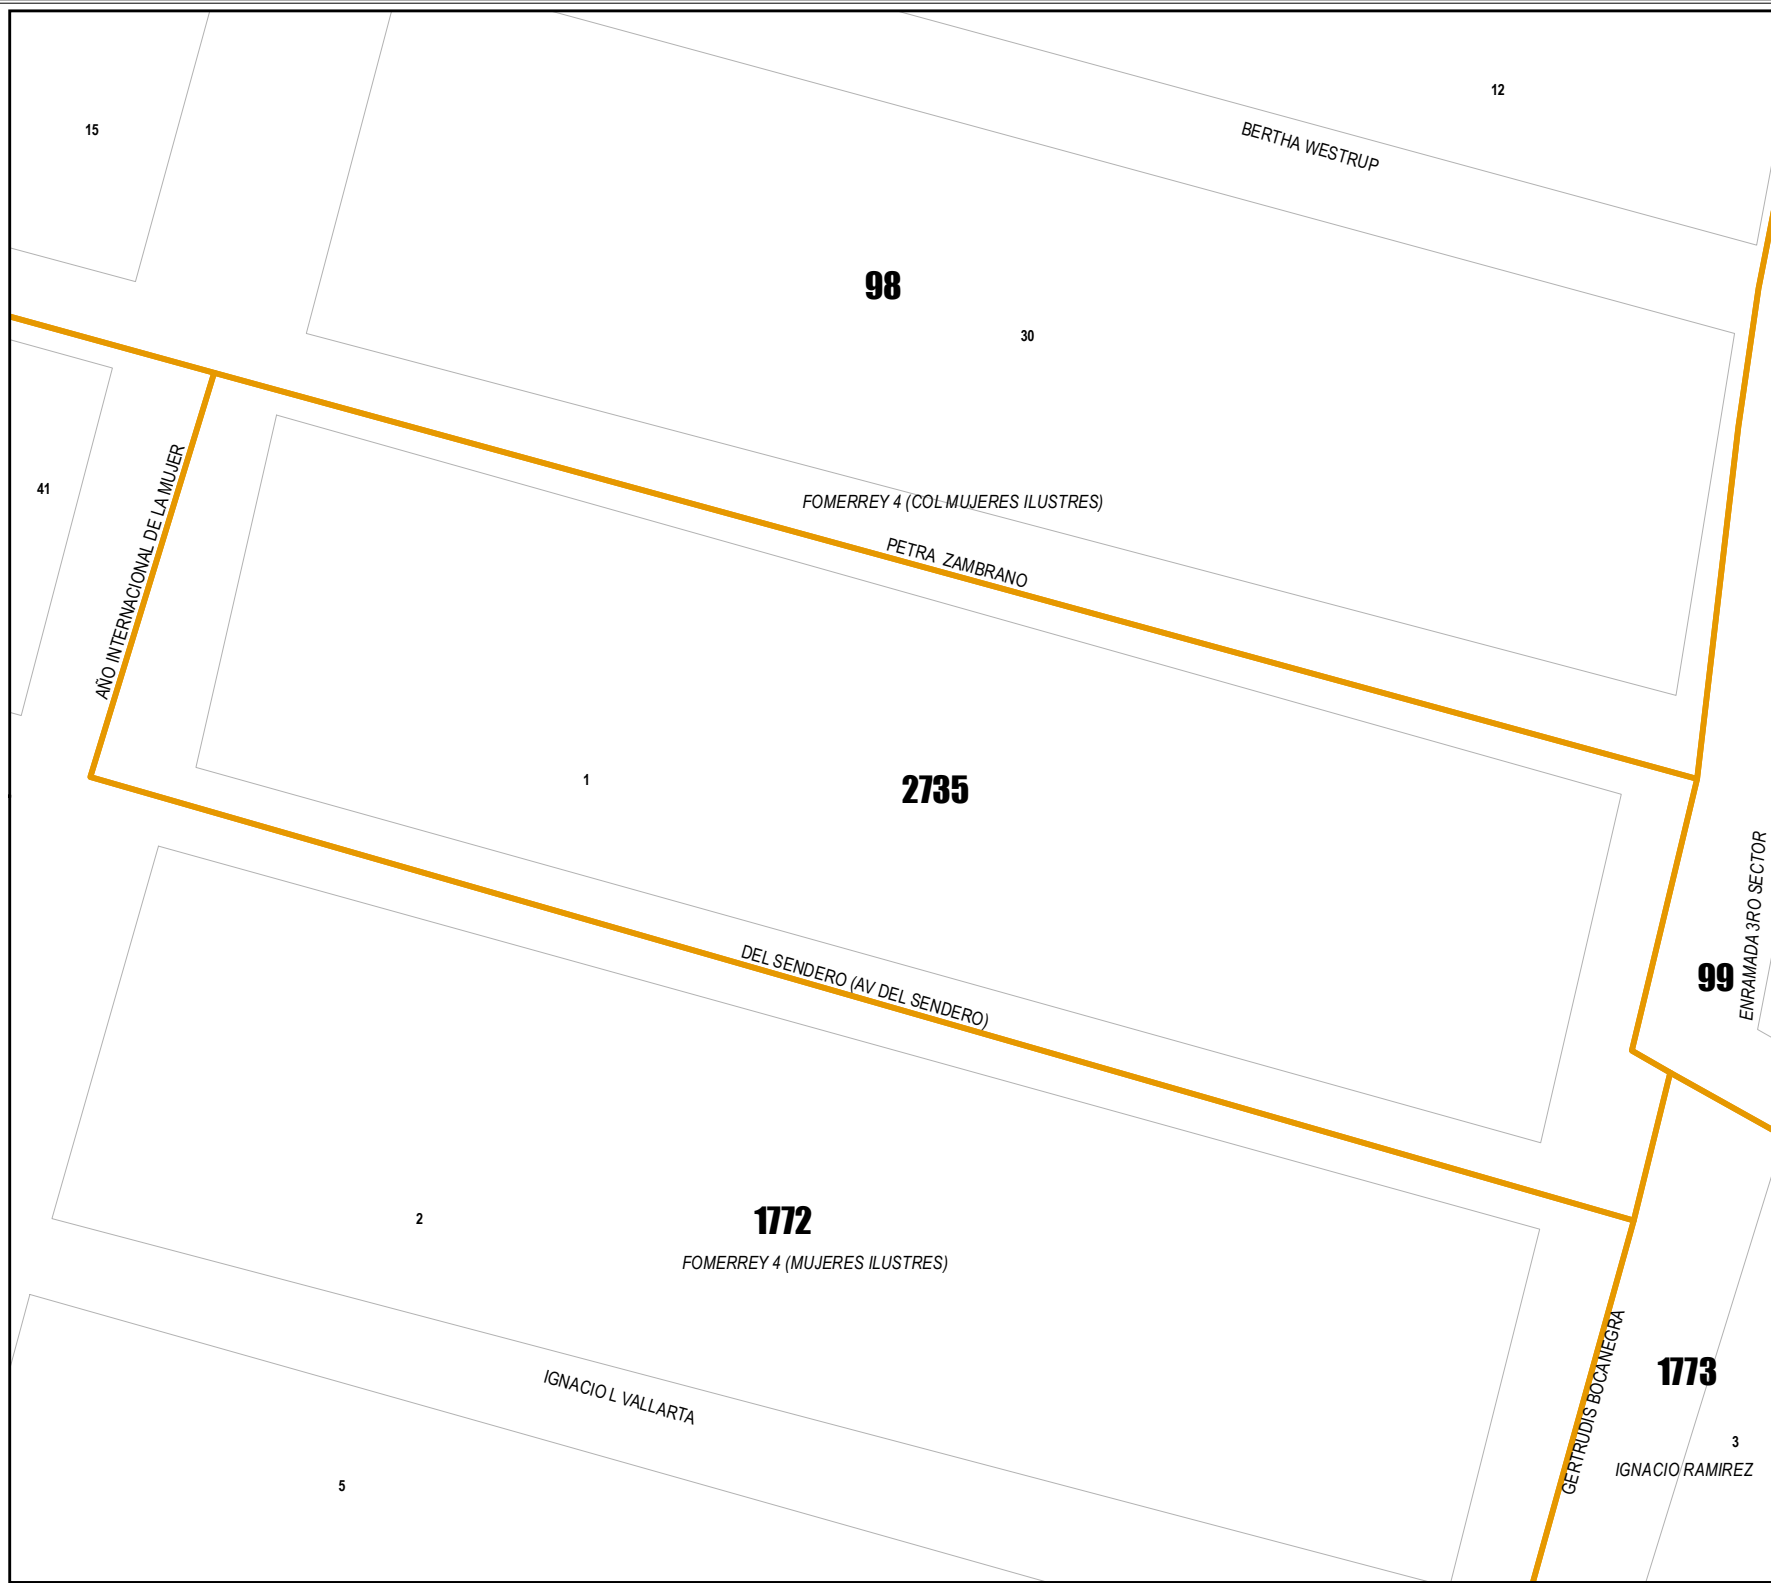 12
15
BERTHA WESTRUP
98
30
41
AÑO INTERNACIONAL DE LA MUJER
FOMERREY 4 (COL MUJERES ILUSTRES)
PETRA ZAMBRANO
1
2735
ENRAMADA 3RO SECTOR
99
DEL SENDERO (AV DEL SENDERO)
2
1772
FOMERREY 4 (MUJERES ILUSTRES)
GERTRUDIS BOCANEGRA
1773
IGNACIO L VALLARTA
3
IGNACIO RAMIREZ
5